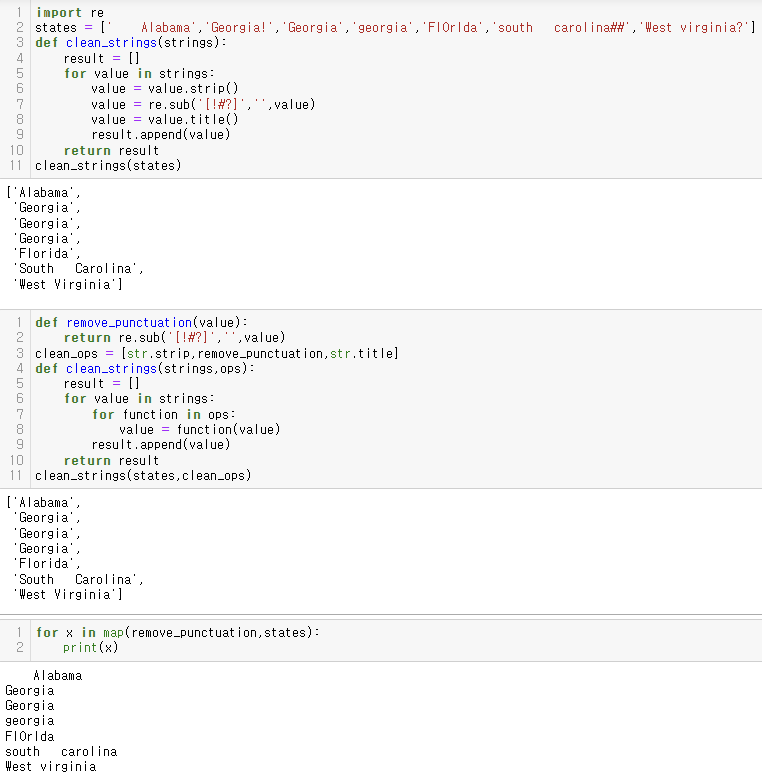 1 import re
2 states = ['    Alabama','Georgia!','Georgia','georgia','FlOrIda','south   carolina##','West virginia?']
3 def clean_strings(strings):
4     result = []
5     for value in strings:
6         value = value.strip()
7         value = re.sub('[!#?]','',value)
8         value = value.title()
9         result.append(value)
10     return result
11 clean_strings(states)
['Alabama',
 'Georgia',
 'Georgia',
 'Georgia',
 'Florida',
 'South   Carolina',
 'West Virginia']
1 def remove_punctuation(value):
2     return re.sub('[!#?]','',value)
3 clean_ops = [str.strip,remove_punctuation,str.title]
4 def clean_strings(strings,ops):
5     result = []
6     for value in strings:
7         for function in ops:
8             value = function(value)
9         result.append(value)
10     return result
11 clean_strings(states,clean_ops)
['Alabama',
 'Georgia',
 'Georgia',
 'Georgia',
 'Florida',
 'South   Carolina',
 'West Virginia']
1 for x in map(remove_punctuation,states):
2     print(x)
    Alabama
Georgia
Georgia
georgia
FlOrIda
south   carolina
West virginia